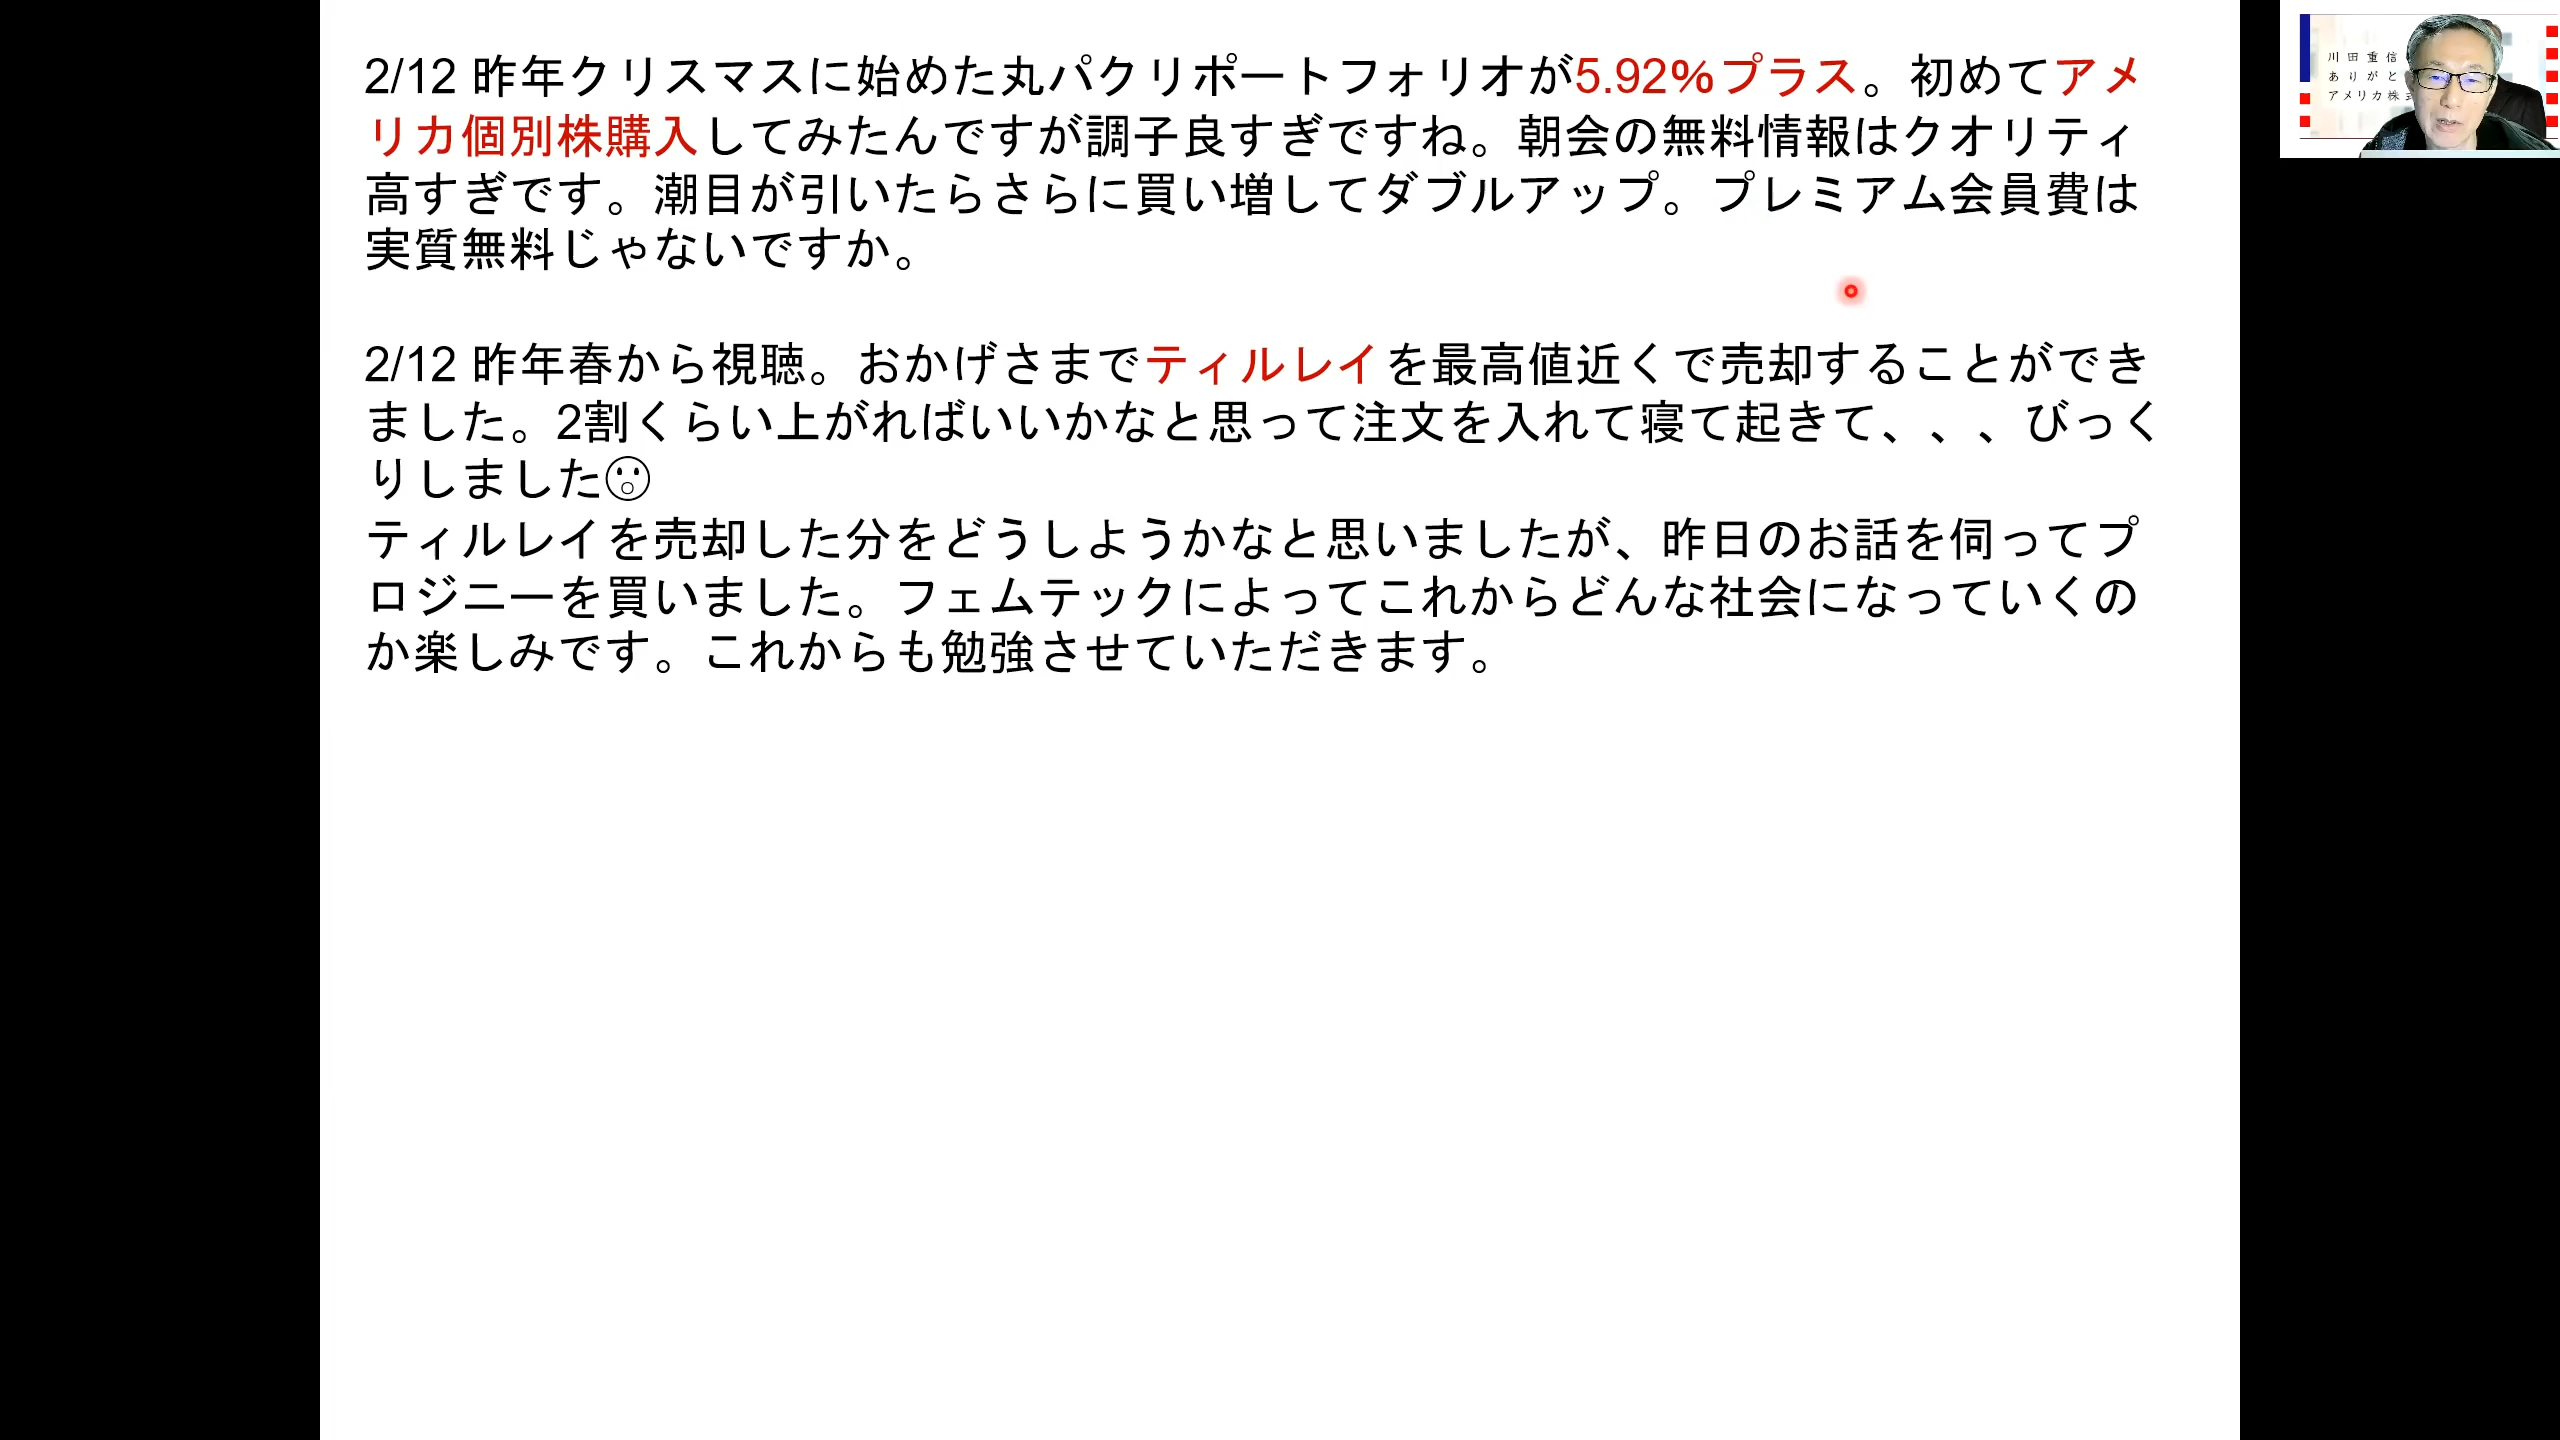 2/12 昨年クリスマスに始めた丸パクリポートフォリオが5.92%プラス。初めてアメ
リカ個別株購入してみたんですが調子良すぎですね。朝会の無料情報はクオリティ
高すぎです。潮目が引いたらさらに買い増してダブルアップ。プレミアム会員費は
実質無料じゃないですか。
2/12 昨年春から視聴。おかげさまでティルレイを最高値近くで売却することができ
ました。2割くらい上がればいいかなと思って注文を入れて寝て起きて、、、びっく
りしました😯
ティルレイを売却した分をどうしようかなと思いましたが、昨日のお話を伺ってプ
ロジニーを買いました。フェムテックによってこれからどんな社会になっていくの
か楽しみです。これからも勉強させていただきます。
川田重信
ありがと
アメリカ株